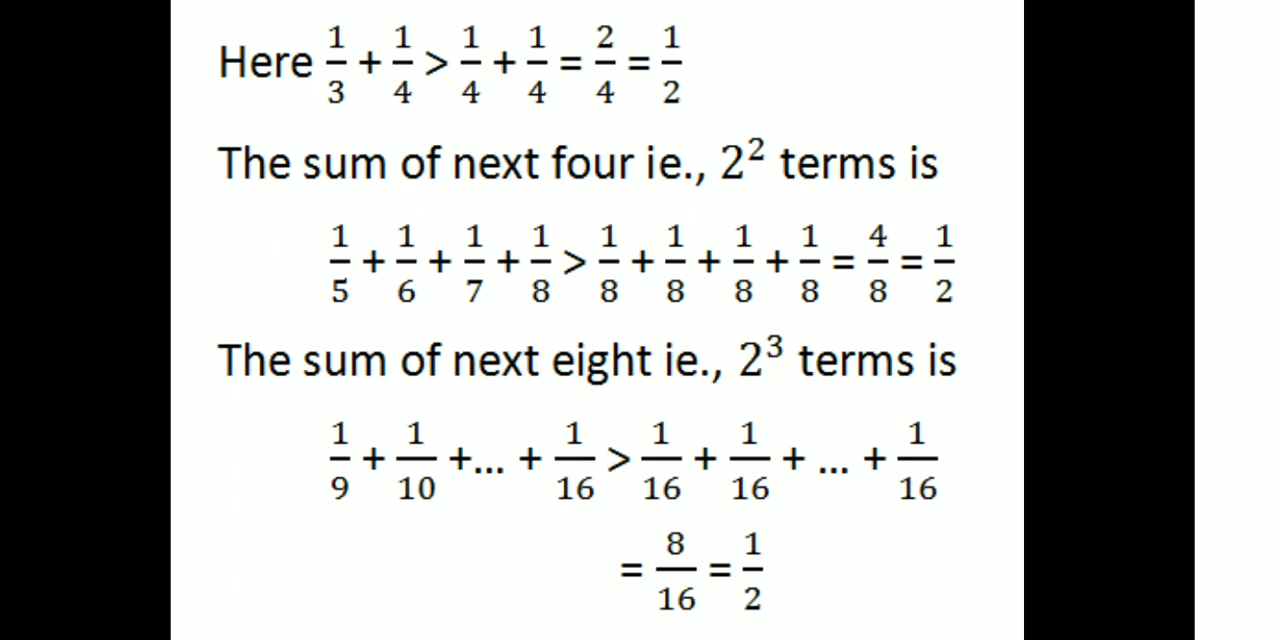 Here 1/3 + 1/4 > 1/4 + 1/4 = 2/4 = 1/2
The sum of next four ie., 2² terms is
1/5 + 1/6 + 1/7 + 1/8 > 1/8 + 1/8 + 1/8 + 1/8 = 4/8 = 1/2
The sum of next eight ie., 2³ terms is
1/9 + 1/10 +... + 1/16 > 1/16 + 1/16 + ... + 1/16
= 8/16 = 1/2